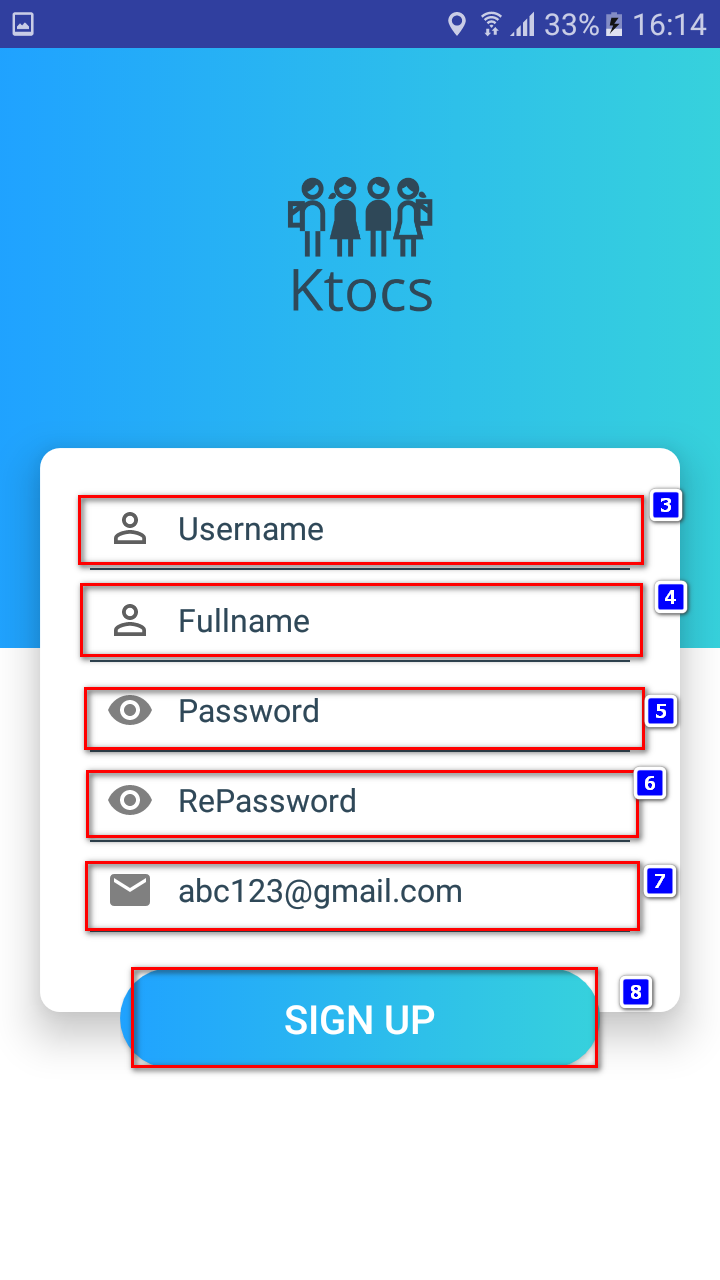 33% 16:14
Ktocs
3
Username
4
Fullname
5
Password
6
RePassword
7
abc123@gmail.com
8
SIGN UP